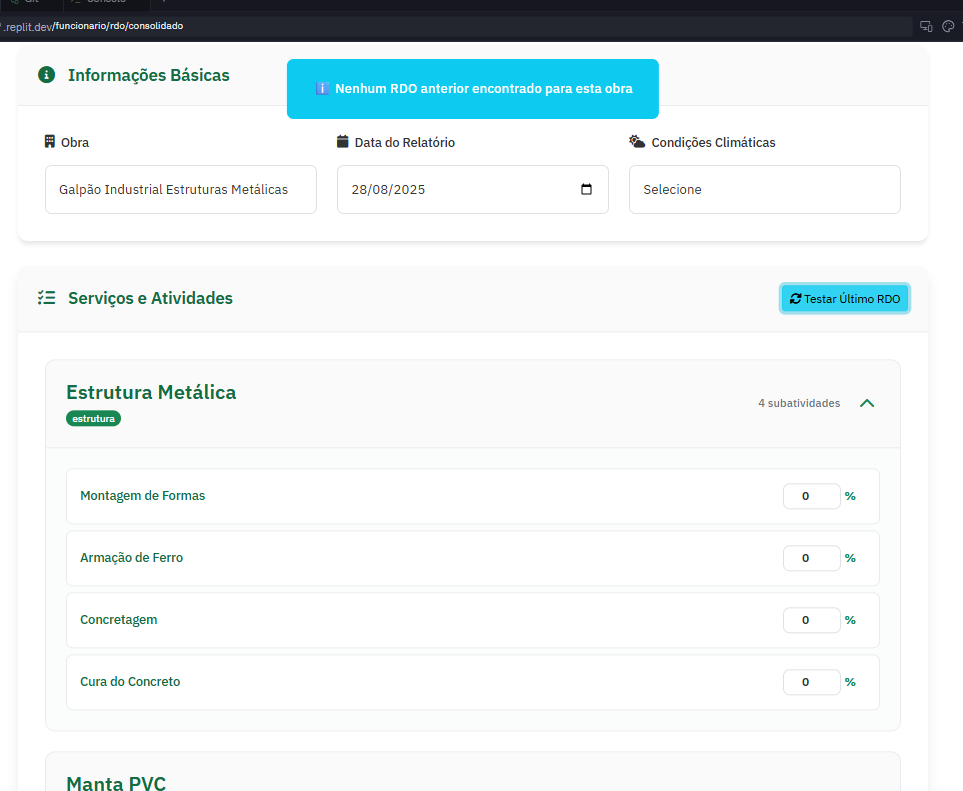 .replit.dev/funcionario/rdo/consolidado
Informações Básicas
Nenhum RDO anterior encontrado para esta obra
Obra
Data do Relatório
Condições Climáticas
Galpão Industrial Estruturas Metálicas
28/08/2025
Selecione
Serviços e Atividades
Testar Último RDO
Estrutura Metálica
estrutura
4 subatividades
Montagem de Formas
0 %
Armação de Ferro
0 %
Concretagem
0 %
Cura do Concreto
0 %
Manta PVC